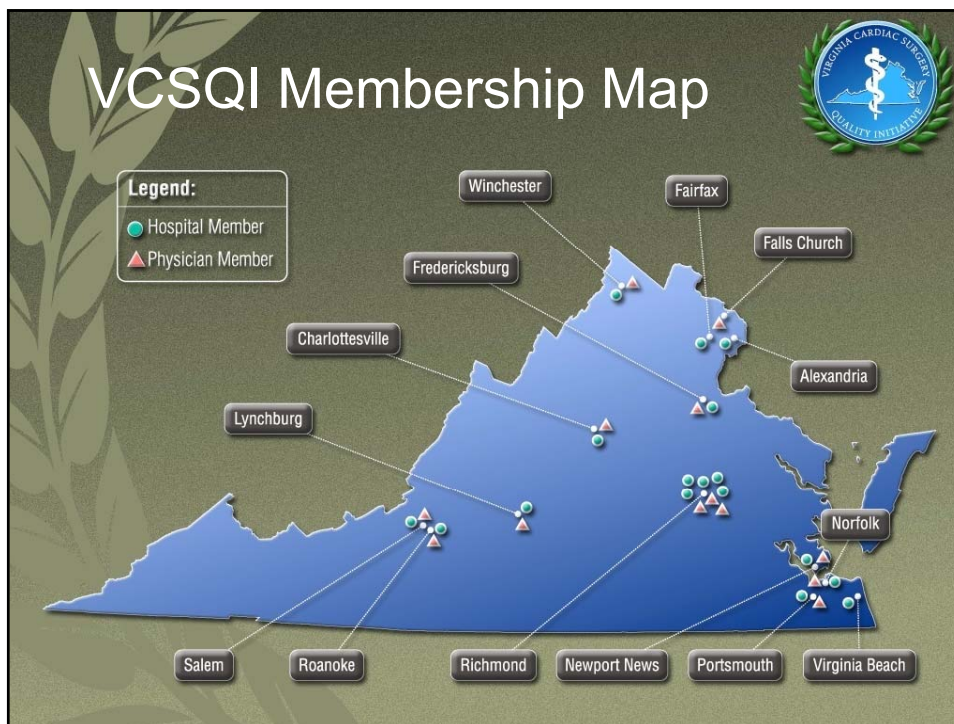 VCSQI Membership Map
VIRGINIA CARDIAC SURGERY
QUALITY INITIATIVE
Legend:
Hospital Member
Physician Member
Winchester
Fairfax
Falls Church
Fredericksburg
Charlottesville
Alexandria
Lynchburg
Norfolk
Salem
Roanoke
Richmond
Newport News
Portsmouth
Virginia Beach